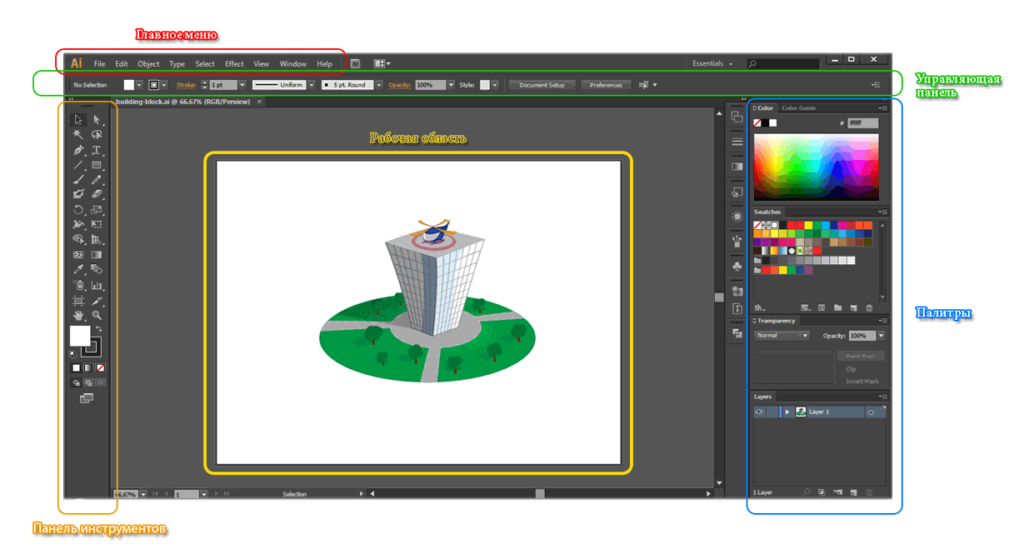 Главное меню
Ai File Edit Object Type Select Effect View Window Help
Essentials
No Selection Stroke: 1 pt Uniform 5 pt. Round Opacity: 100% Style: Document Setup Preferences
Управляющая
панель
building-block.ai @ 66.67% (RGB/Preview) ×
Рабочая область
Color Color Guide
# ffffff
Swatches
Палитры
Transparency
Normal Opacity: 100%
Make Mask
Clip
Invert Mask
Layers
Layer 1
66.67% 1 Selection
1 Layer
Панель инструментов